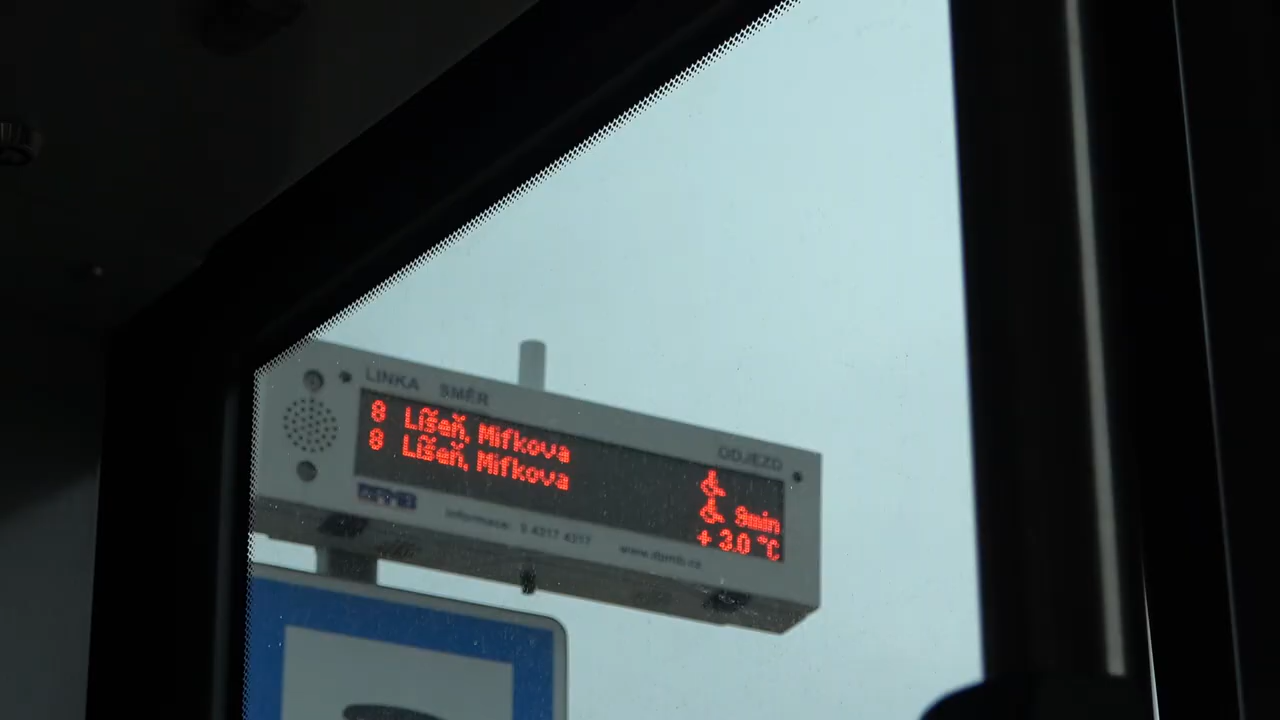 LINKA SMĚR ODJEZD
8 Líšeň, Mifkova
8 Líšeň, Mifkova 9min
+ 3.0 °C
DPMB informace: 5 4317 4317 www.dpmb.cz